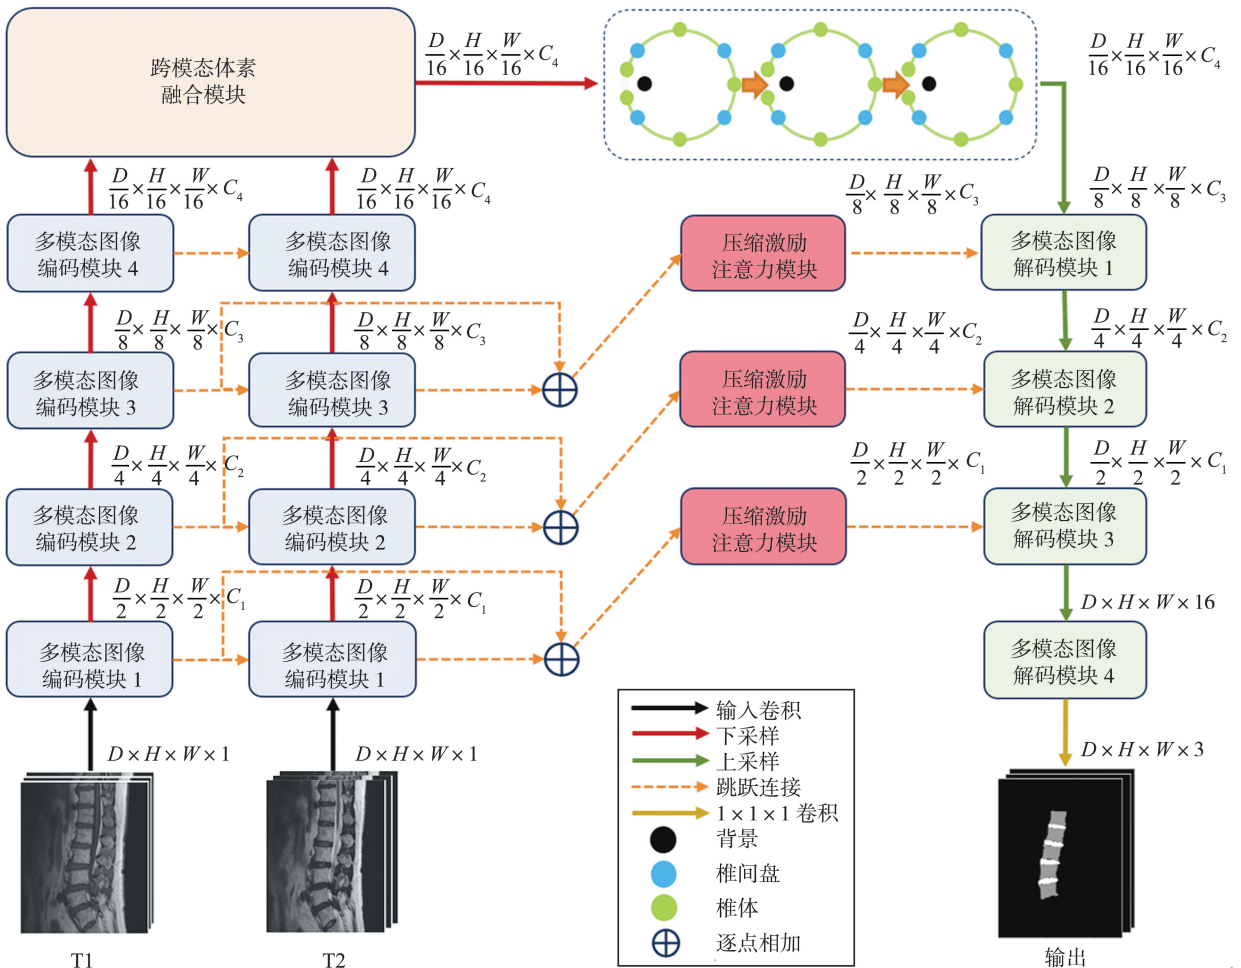 跨模态体素
融合模块
D/16 × H/16 × W/16 × C₄
D/16 × H/16 × W/16 × C₄
D/16 × H/16 × W/16 × C₄
D/16 × H/16 × W/16 × C₄
多模态图像
编码模块 4
多模态图像
编码模块 4
D/8 × H/8 × W/8 × C₃
压缩激励
注意力模块
D/8 × H/8 × W/8 × C₃
多模态图像
解码模块 1
D/8 × H/8 × W/8 × C₃
D/8 × H/8 × W/8 × C₃
多模态图像
编码模块 3
多模态图像
编码模块 3
D/4 × H/4 × W/4 × C₂
压缩激励
注意力模块
D/4 × H/4 × W/4 × C₂
多模态图像
解码模块 2
D/4 × H/4 × W/4 × C₂
D/4 × H/4 × W/4 × C₂
多模态图像
编码模块 2
多模态图像
编码模块 2
D/2 × H/2 × W/2 × C₁
压缩激励
注意力模块
D/2 × H/2 × W/2 × C₁
多模态图像
解码模块 3
D/2 × H/2 × W/2 × C₁
D/2 × H/2 × W/2 × C₁
D × H × W × 16
多模态图像
编码模块 1
多模态图像
编码模块 1
多模态图像
解码模块 4
D × H × W × 1
D × H × W × 1
D × H × W × 3
输入卷积
下采样
上采样
跳跃连接
1 × 1 × 1 卷积
背景
椎间盘
椎体
逐点相加
T1
T2
输出